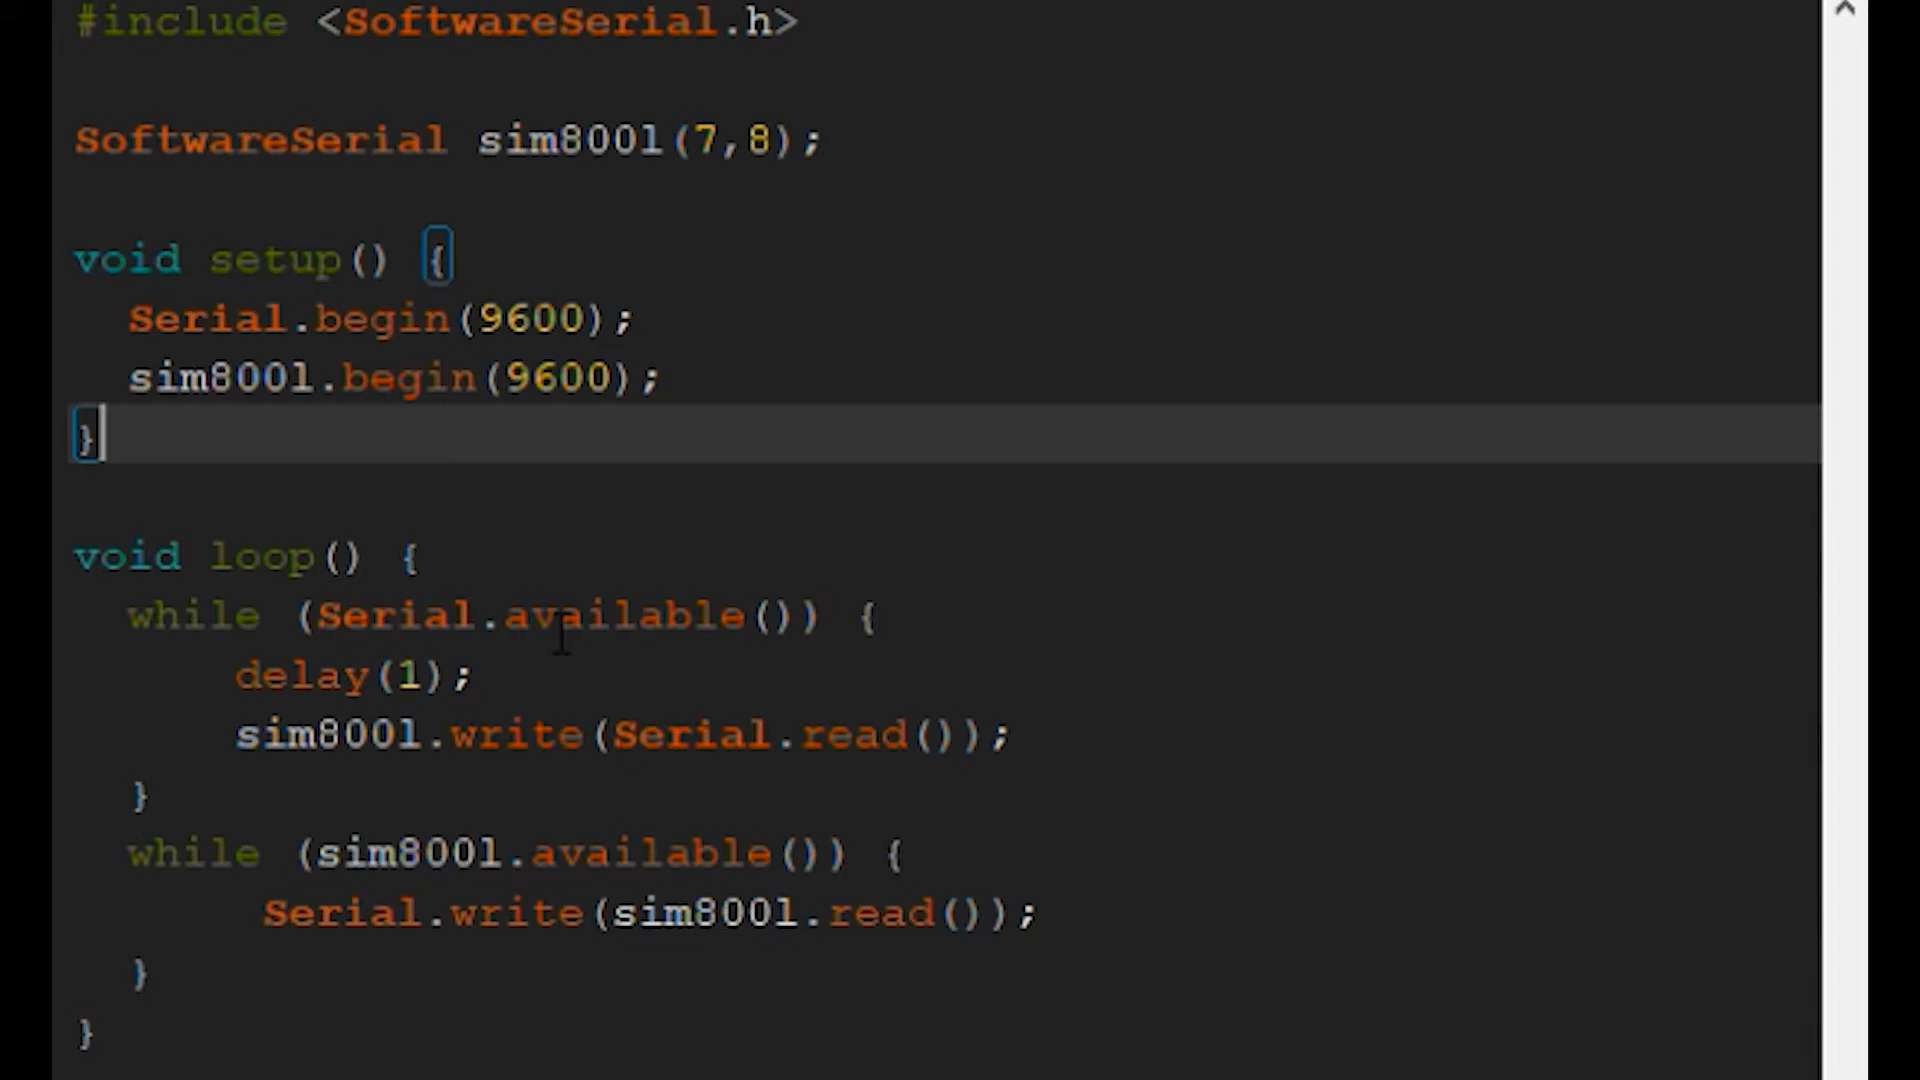 #include <SoftwareSerial.h>
SoftwareSerial sim800l(7,8);
void setup() {
Serial.begin(9600);
sim800l.begin(9600);
}
void loop() {
while (Serial.available()) {
delay(1);
sim800l.write(Serial.read());
}
while (sim800l.available()) {
Serial.write(sim800l.read());
}
}